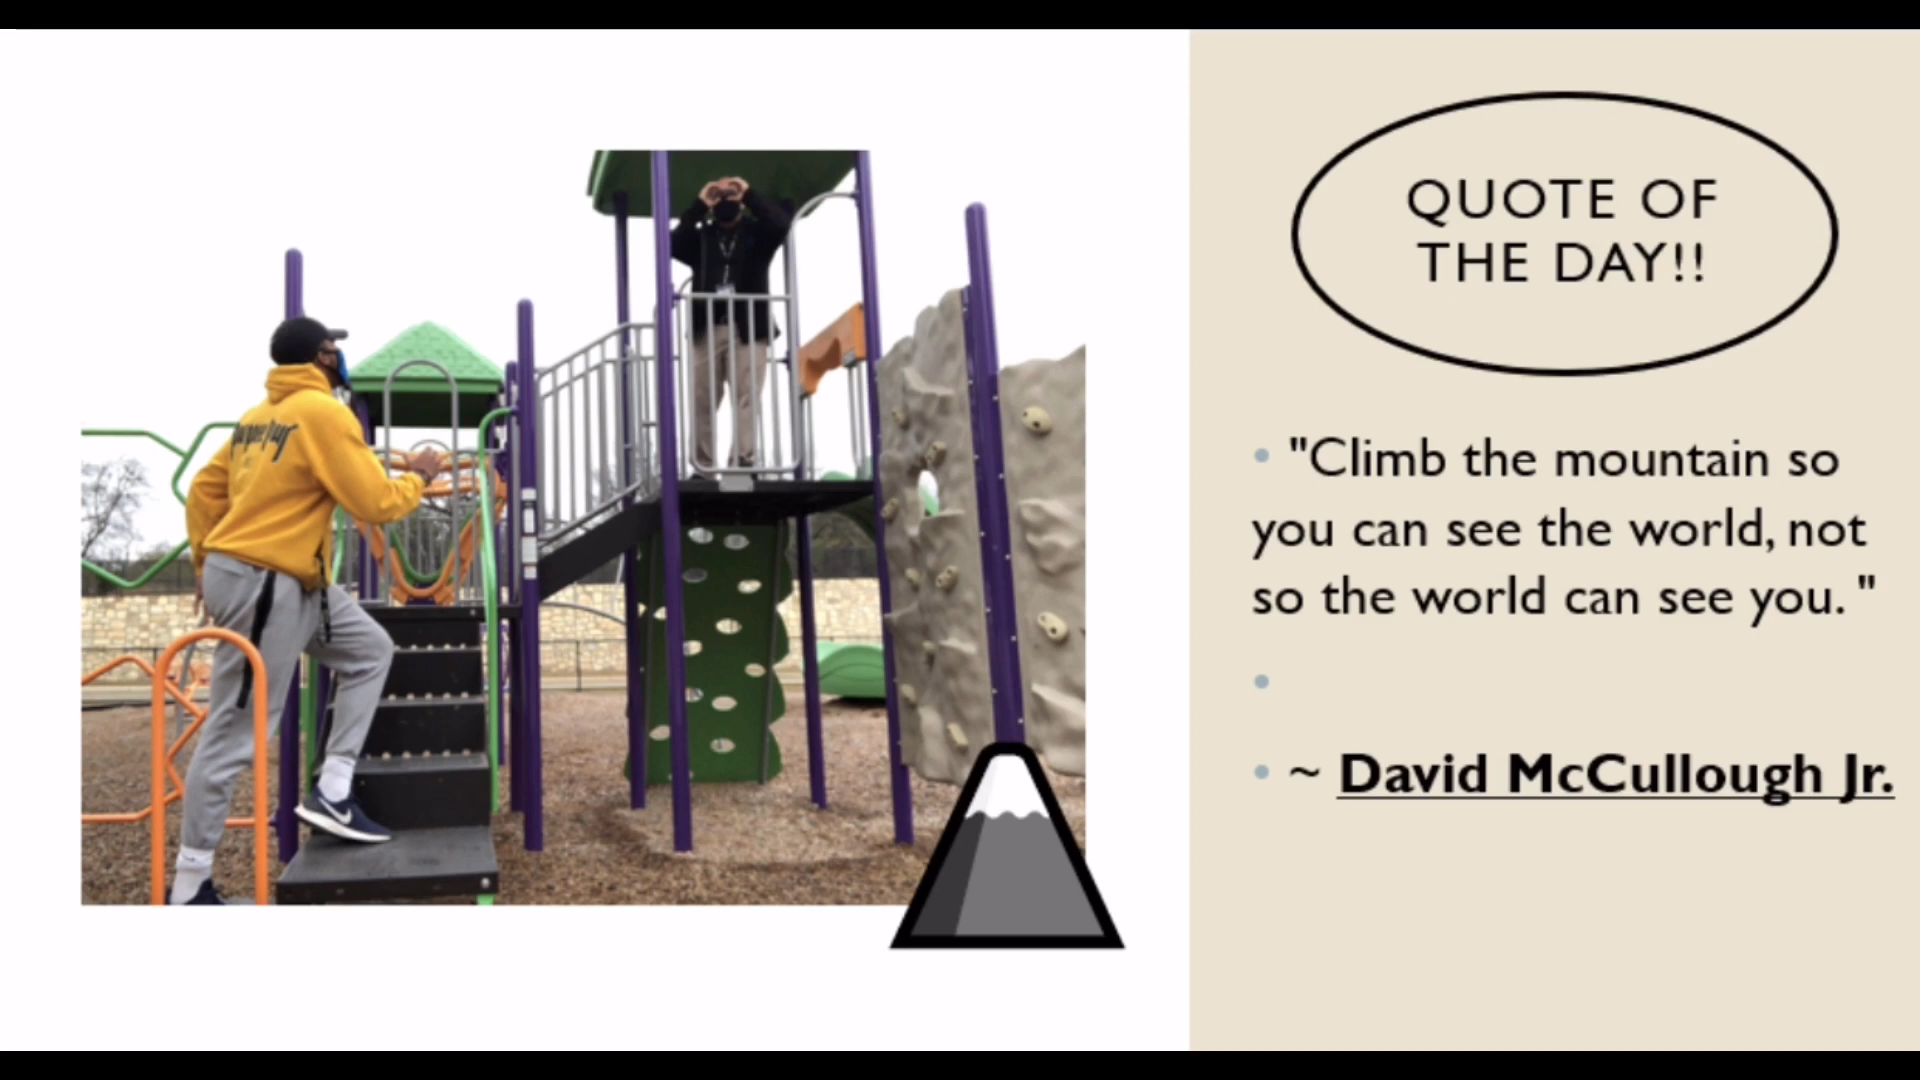 QUOTE OF
THE DAY!!
"Climb the mountain so
you can see the world, not
so the world can see you. "
~ David McCullough Jr.